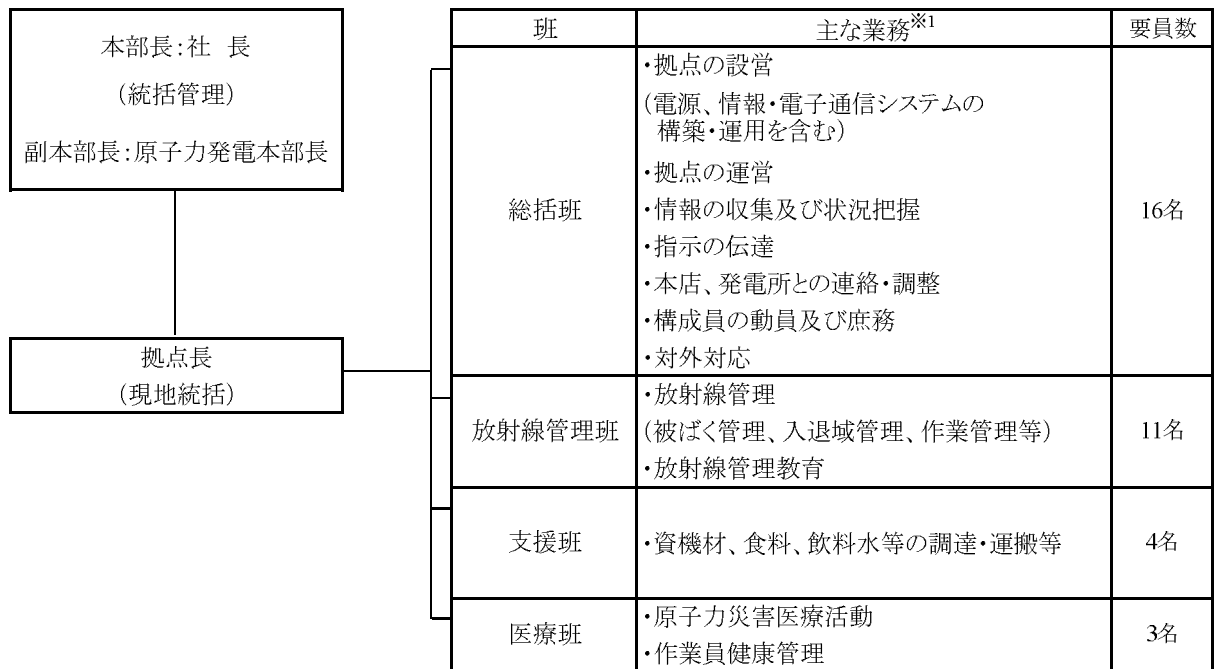 本部長：社　長
（統括管理）
副本部長：原子力発電本部長
拠点長
（現地統括）
班 主な業務※1 要員数
総括班
・拠点の設営
（電源、情報・電子通信システムの
構築・運用を含む）
・拠点の運営
・情報の収集及び状況把握
・指示の伝達
・本店、発電所との連絡・調整
・構成員の動員及び庶務
・対外対応
16名
放射線管理班
・放射線管理
（被ばく管理、入退域管理、作業管理等）
・放射線管理教育
11名
支援班
・資機材、食料、飲料水等の調達・運搬等
4名
医療班
・原子力災害医療活動
・作業員健康管理
3名